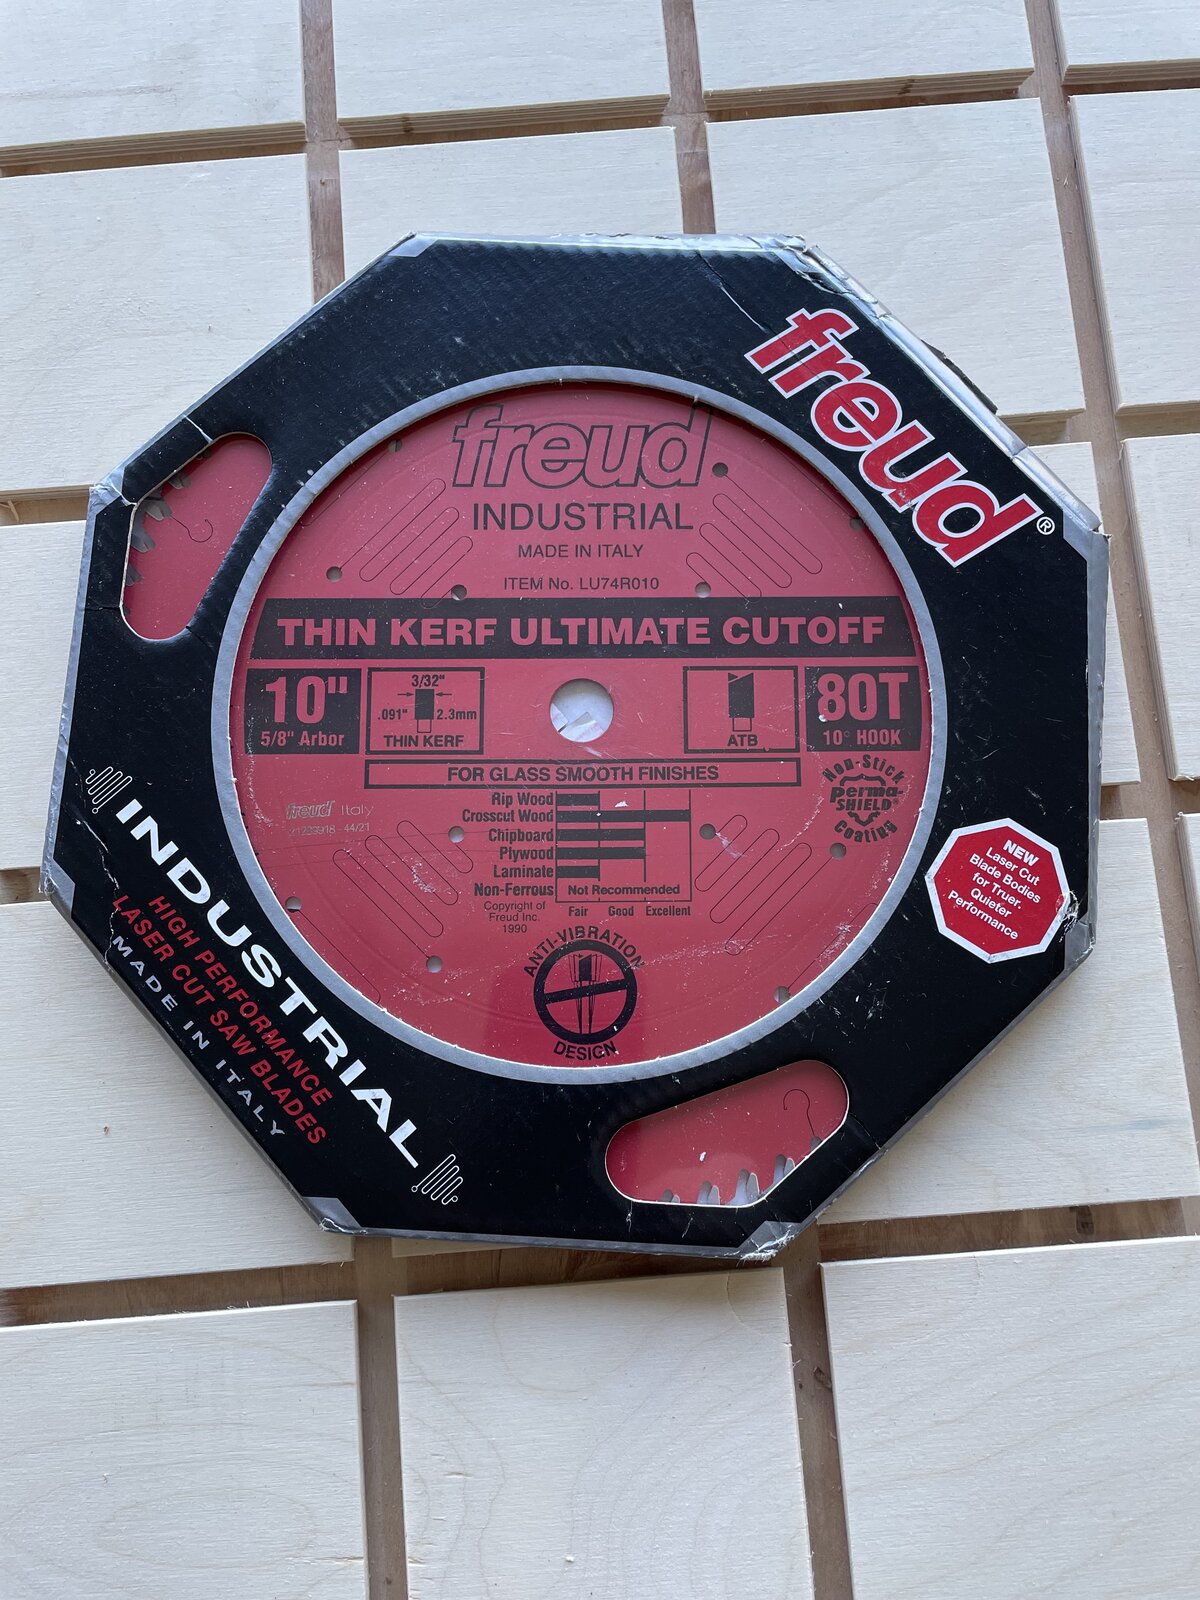 freud®
freud
INDUSTRIAL
MADE IN ITALY
ITEM No. LU74R010
THIN KERF ULTIMATE CUTOFF
10"
5/8" Arbor
3/32"
.091" 2.3mm
THIN KERF
ATB
80T
10° HOOK
FOR GLASS SMOOTH FINISHES
freud Italy
44/21
Rip Wood
Crosscut Wood
Chipboard
Plywood
Laminate
Non-Ferrous Not Recommended
Fair Good Excellent
Copyright of
Freud Inc.
1990
Non-Stick
Perma-
SHIELD®
Coating
ANTI-VIBRATION
DESIGN
NEW
Laser Cut
Blade Bodies
for Truer,
Quieter
Performance
INDUSTRIAL
HIGH PERFORMANCE
LASER CUT SAW BLADES
MADE IN ITALY